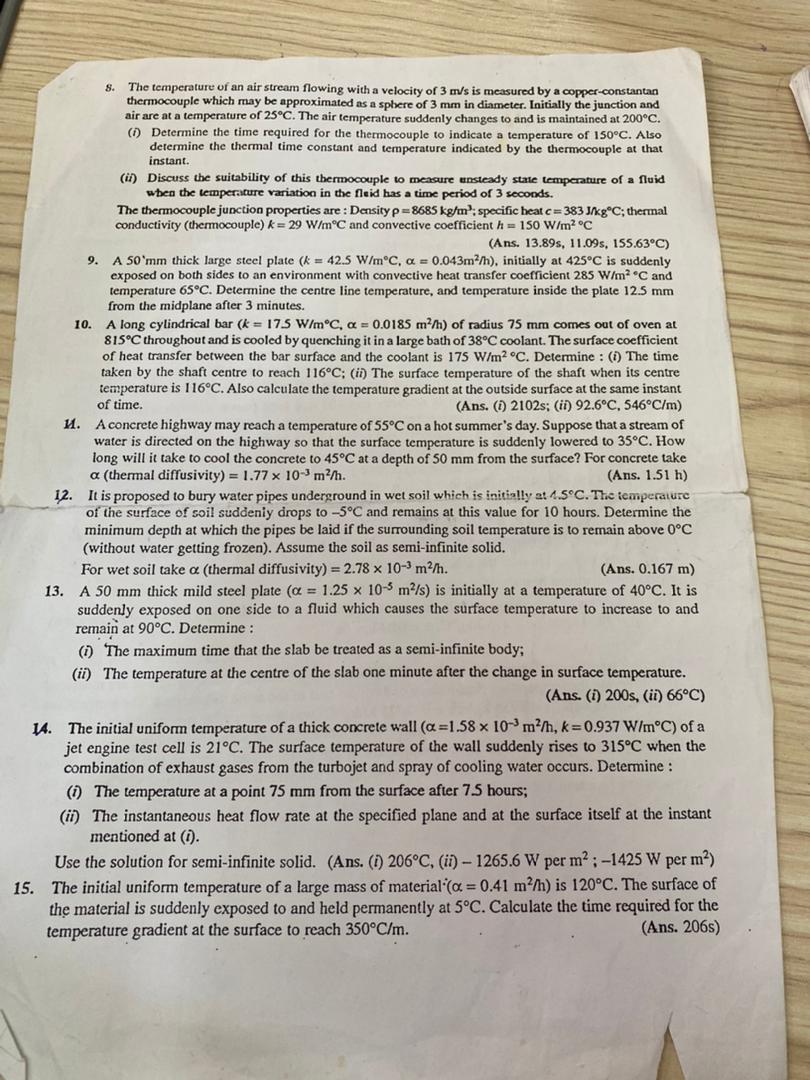 8. The temperature of an air stream flowing with a velocity of 3 m/s is measured by a copper-constantan
thermocouple which may be approximated as a sphere of 3 mm in diameter. Initially the junction and
air are at a temperature of 25°C. The air temperature suddenly changes to and is maintained at 200°C.
(i) Determine the time required for the thermocouple to indicate a temperature of 150°C. Also
determine the thermal time constant and temperature indicated by the thermocouple at that
instant.
(ii) Discuss the suitability of this thermocouple to measure unsteady state temperature of a fluid
when the temperature variation in the fluid has a time period of 3 seconds.
The thermocouple junction properties are : Density ρ = 8685 kg/m³; specific heat c = 383 J/kg°C; thermal
conductivity (thermocouple) k = 29 W/m°C and convective coefficient h = 150 W/m² °C
(Ans. 13.89s, 11.09s, 155.63°C)
9. A 50 mm thick large steel plate (k = 42.5 W/m°C, α = 0.043m²/h), initially at 425°C is suddenly
exposed on both sides to an environment with convective heat transfer coefficient 285 W/m² °C and
temperature 65°C. Determine the centre line temperature, and temperature inside the plate 12.5 mm
from the midplane after 3 minutes.
10. A long cylindrical bar (k = 17.5 W/m°C, α = 0.0185 m²/h) of radius 75 mm comes out of oven at
815°C throughout and is cooled by quenching it in a large bath of 38°C coolant. The surface coefficient
of heat transfer between the bar surface and the coolant is 175 W/m² °C. Determine : (i) The time
taken by the shaft centre to reach 116°C; (ii) The surface temperature of the shaft when its centre
temperature is 116°C. Also calculate the temperature gradient at the outside surface at the same instant
of time. (Ans. (i) 2102s; (ii) 92.6°C, 546°C/m)
11. A concrete highway may reach a temperature of 55°C on a hot summer's day. Suppose that a stream of
water is directed on the highway so that the surface temperature is suddenly lowered to 35°C. How
long will it take to cool the concrete to 45°C at a depth of 50 mm from the surface? For concrete take
α (thermal diffusivity) = 1.77 × 10⁻³ m²/h. (Ans. 1.51 h)
12. It is proposed to bury water pipes underground in wet soil which is initially at 4.5°C. The temperature
of the surface of soil suddenly drops to –5°C and remains at this value for 10 hours. Determine the
minimum depth at which the pipes be laid if the surrounding soil temperature is to remain above 0°C
(without water getting frozen). Assume the soil as semi-infinite solid.
For wet soil take α (thermal diffusivity) = 2.78 × 10⁻³ m²/h. (Ans. 0.167 m)
13. A 50 mm thick mild steel plate (α = 1.25 × 10⁻⁵ m²/s) is initially at a temperature of 40°C. It is
suddenly exposed on one side to a fluid which causes the surface temperature to increase to and
remain at 90°C. Determine :
(i) The maximum time that the slab be treated as a semi-infinite body;
(ii) The temperature at the centre of the slab one minute after the change in surface temperature.
(Ans. (i) 200s, (ii) 66°C)
14. The initial uniform temperature of a thick concrete wall (α =1.58 × 10⁻³ m²/h, k = 0.937 W/m°C) of a
jet engine test cell is 21°C. The surface temperature of the wall suddenly rises to 315°C when the
combination of exhaust gases from the turbojet and spray of cooling water occurs. Determine :
(i) The temperature at a point 75 mm from the surface after 7.5 hours;
(ii) The instantaneous heat flow rate at the specified plane and at the surface itself at the instant
mentioned at (i).
Use the solution for semi-infinite solid. (Ans. (i) 206°C, (ii) – 1265.6 W per m² ; –1425 W per m²)
15. The initial uniform temperature of a large mass of material (α = 0.41 m²/h) is 120°C. The surface of
the material is suddenly exposed to and held permanently at 5°C. Calculate the time required for the
temperature gradient at the surface to reach 350°C/m. (Ans. 206s)